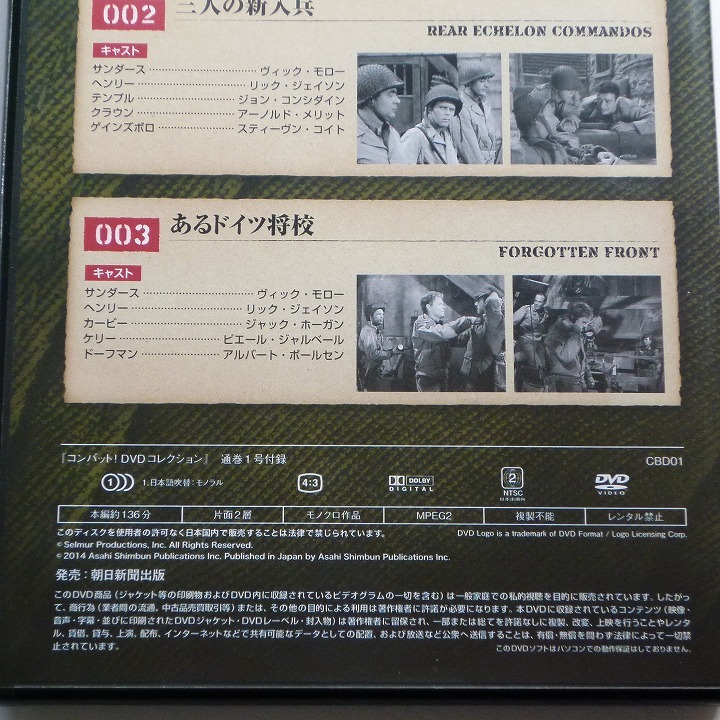 002 三人の新入兵
REAR ECHELON COMMANDOS
キャスト
サンダース ヴィック・モロー
ヘンリー リック・ジェイソン
テンプル ジョン・コンシダイン
クラウン アーノルド・メリット
ゲインズボロ スティーヴン・コイト
003 あるドイツ将校
FORGOTTEN FRONT
キャスト
サンダース ヴィック・モロー
ヘンリー リック・ジェイソン
カービー ジャック・ホーガン
ケリー ピエール・ジャルベール
ドーフマン アルバート・ポールセン
『コンバット! DVDコレクション』 通巻1号付録 CBD01
1 1.日本語吹替:モノラル 4:3 DOLBY DIGITAL 2 NTSC 日本市場向 DVD VIDEO
本編約136分 片面2層 モノクロ作品 MPEG2 複製不能 レンタル禁止
このディスクを使用者の許可なく日本国内で販売することは法律で禁じられています。 DVD Logo is a trademark of DVD Format / Logo Licensing Corp.
© Selmur Productions, Inc. All Rights Reserved.
© 2014 Asahi Shimbun Publications Inc. Published in Japan by Asahi Shimbun Publications Inc.
発売:朝日新聞出版
このDVD商品(ジャケット等の印刷物およびDVD内に収録されているビデオグラムの一切を含む)は一般家庭での私的視聴を目的に販売されています。したがっ
て、商行為(業者間の流通、中古品売買取引等)または、その他の目的による利用は著作権者に許諾が必要になります。本DVDに収録されているコンテンツ(映像・
音声・字幕・並びに印刷されたDVDジャケット・DVDレーベル・封入物)は著作権者に留保され、一部または総てを許諾なしに複製、改変、上映を行うことやレンタ
ル、賃借、貸与、上演、配布、インターネットなどで共有可能なデータとしての配置、および放送など公衆へ送信することは、有償・無償を問わず法律によって一切禁
止されています。 このDVDソフトはパソコンでの動作保証はしておりません。